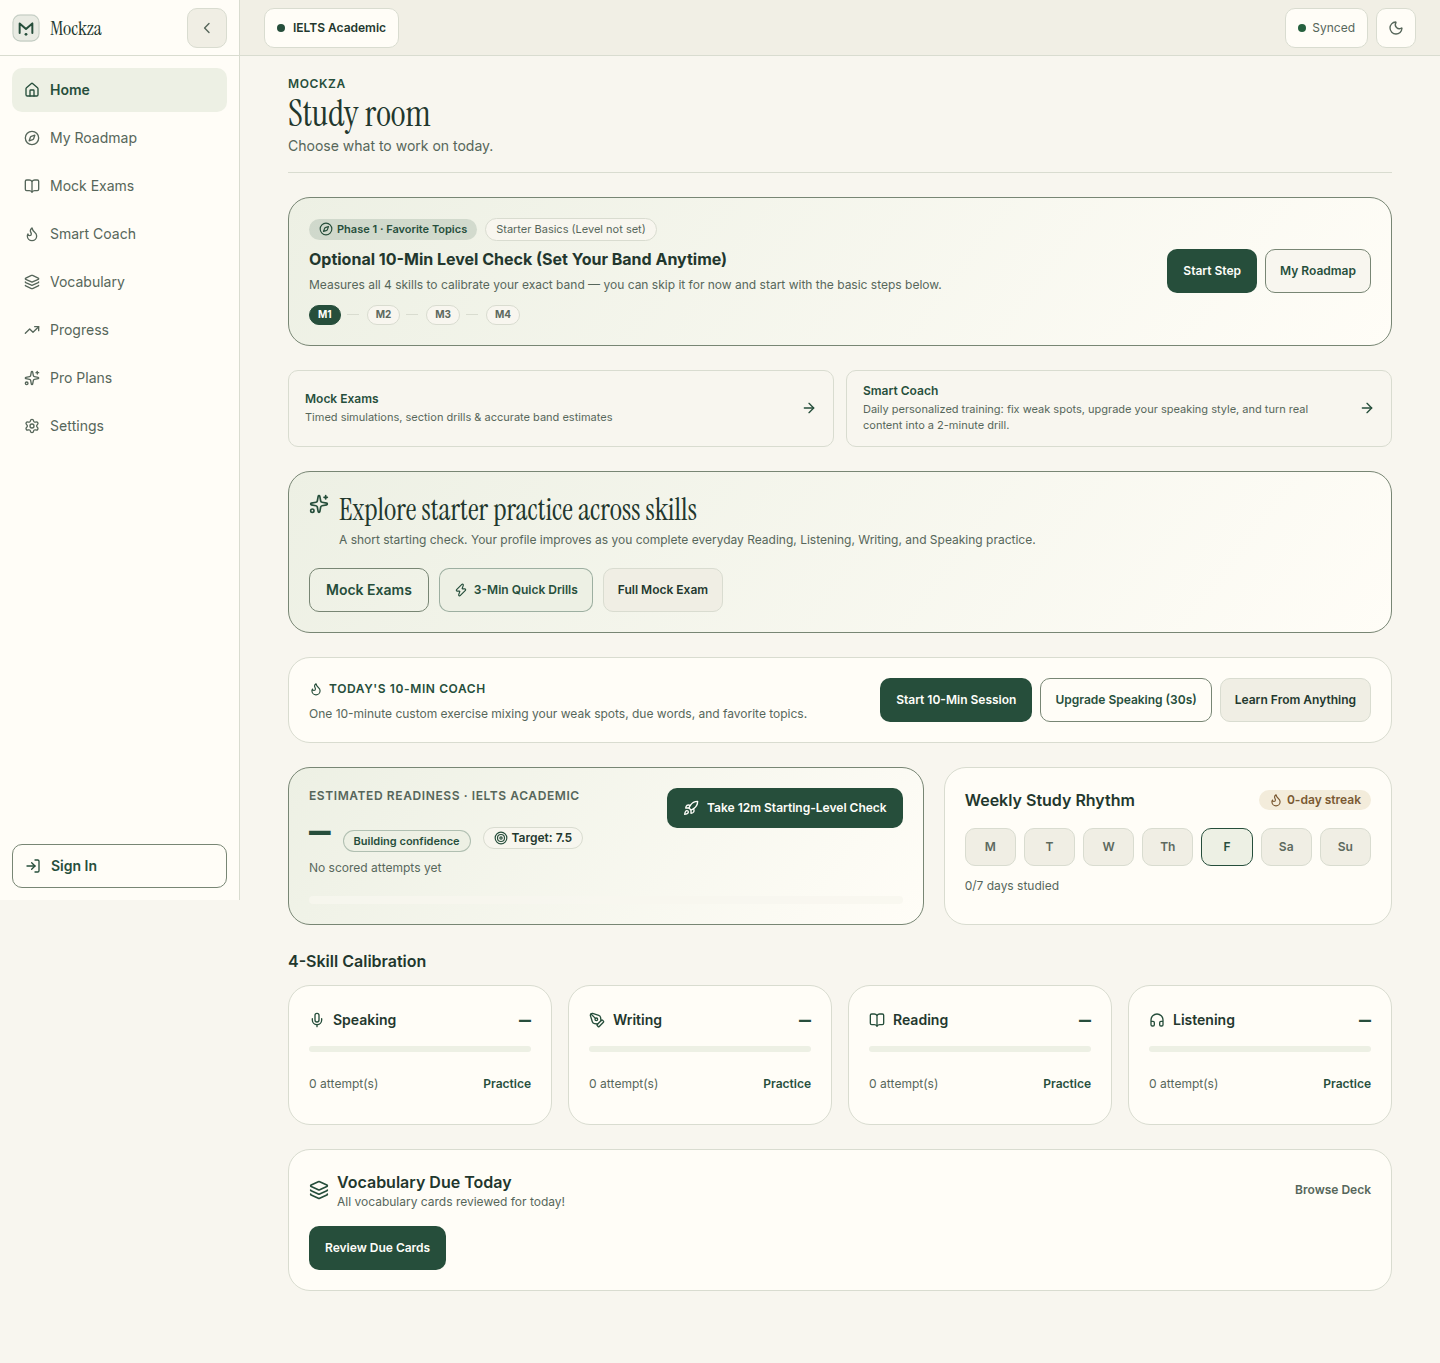 Mockza
IELTS Academic
Synced
Home
My Roadmap
Mock Exams
Smart Coach
Vocabulary
Progress
Pro Plans
Settings
Sign In
MOCKZA
Study room
Choose what to work on today.
Phase 1 · Favorite Topics
Starter Basics (Level not set)
Optional 10-Min Level Check (Set Your Band Anytime)
Measures all 4 skills to calibrate your exact band — you can skip it for now and start with the basic steps below.
M1 — M2 — M3 — M4
Start Step
My Roadmap
Mock Exams
Timed simulations, section drills & accurate band estimates
Smart Coach
Daily personalized training: fix weak spots, upgrade your speaking style, and turn real
content into a 2-minute drill.
Explore starter practice across skills
A short starting check. Your profile improves as you complete everyday Reading, Listening, Writing, and Speaking practice.
Mock Exams
3-Min Quick Drills
Full Mock Exam
TODAY'S 10-MIN COACH
One 10-minute custom exercise mixing your weak spots, due words, and favorite topics.
Start 10-Min Session
Upgrade Speaking (30s)
Learn From Anything
ESTIMATED READINESS · IELTS ACADEMIC
Take 12m Starting-Level Check
—
Building confidence
Target: 7.5
No scored attempts yet
Weekly Study Rhythm
0-day streak
M T W Th F Sa Su
0/7 days studied
4-Skill Calibration
Speaking —
0 attempt(s) Practice
Writing —
0 attempt(s) Practice
Reading —
0 attempt(s) Practice
Listening —
0 attempt(s) Practice
Vocabulary Due Today
All vocabulary cards reviewed for today!
Browse Deck
Review Due Cards